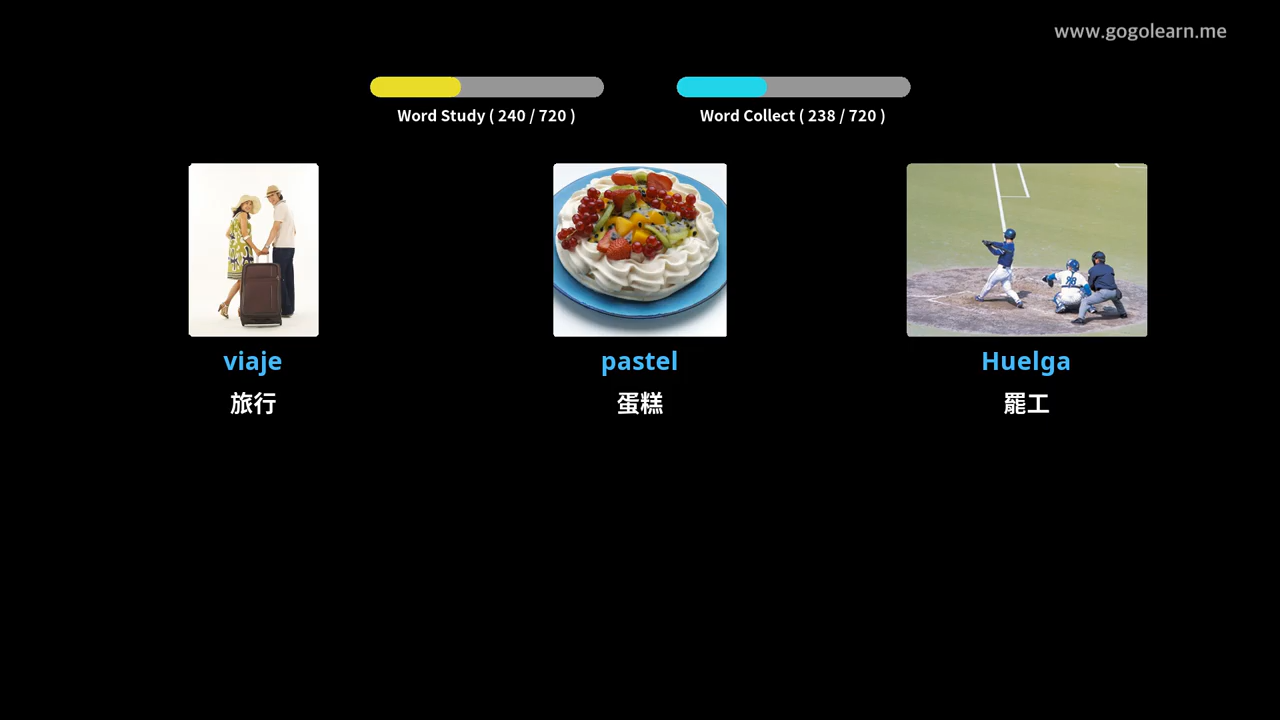 www.gogolearn.me
Word Study ( 240 / 720 )
Word Collect ( 238 / 720 )
viaje
旅行
pastel
蛋糕
Huelga
罷工